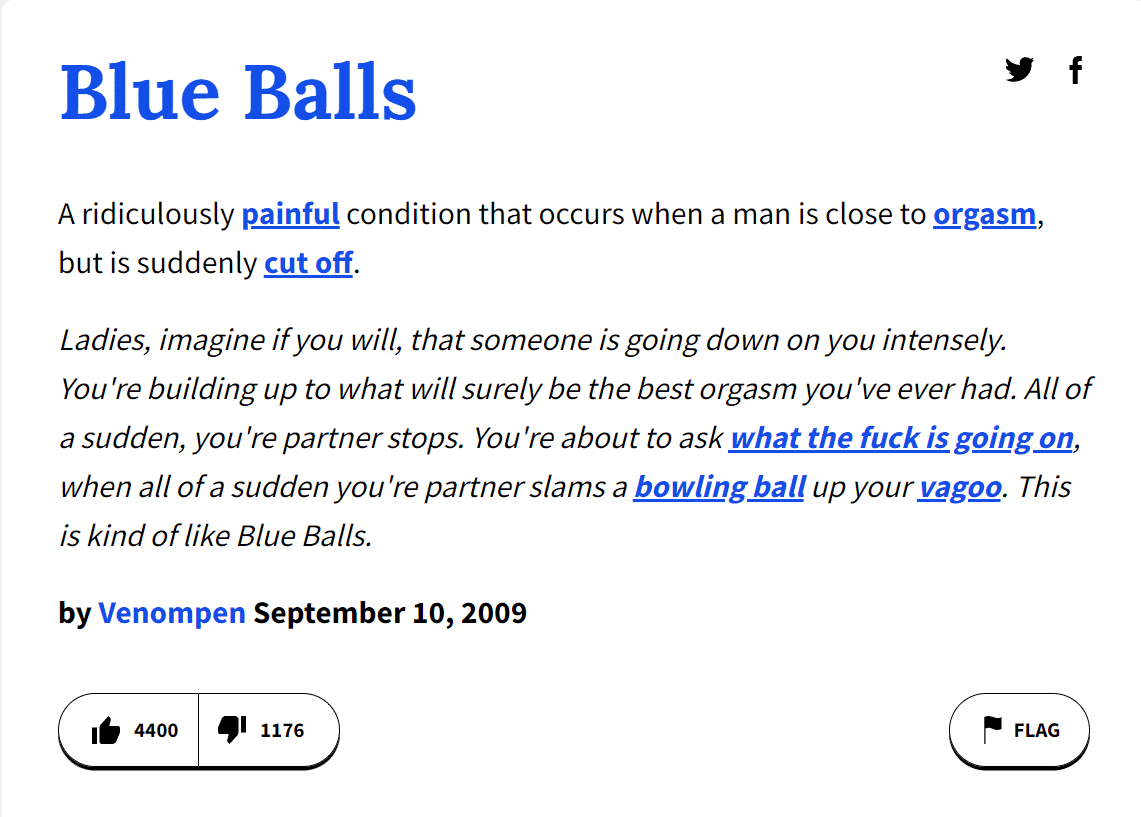 Blue Balls
A ridiculously painful condition that occurs when a man is close to orgasm,
but is suddenly cut off.
Ladies, imagine if you will, that someone is going down on you intensely.
You're building up to what will surely be the best orgasm you've ever had. All of
a sudden, you're partner stops. You're about to ask what the fuck is going on,
when all of a sudden you're partner slams a bowling ball up your vagoo. This
is kind of like Blue Balls.
by Venompen September 10, 2009
4400 1176 FLAG